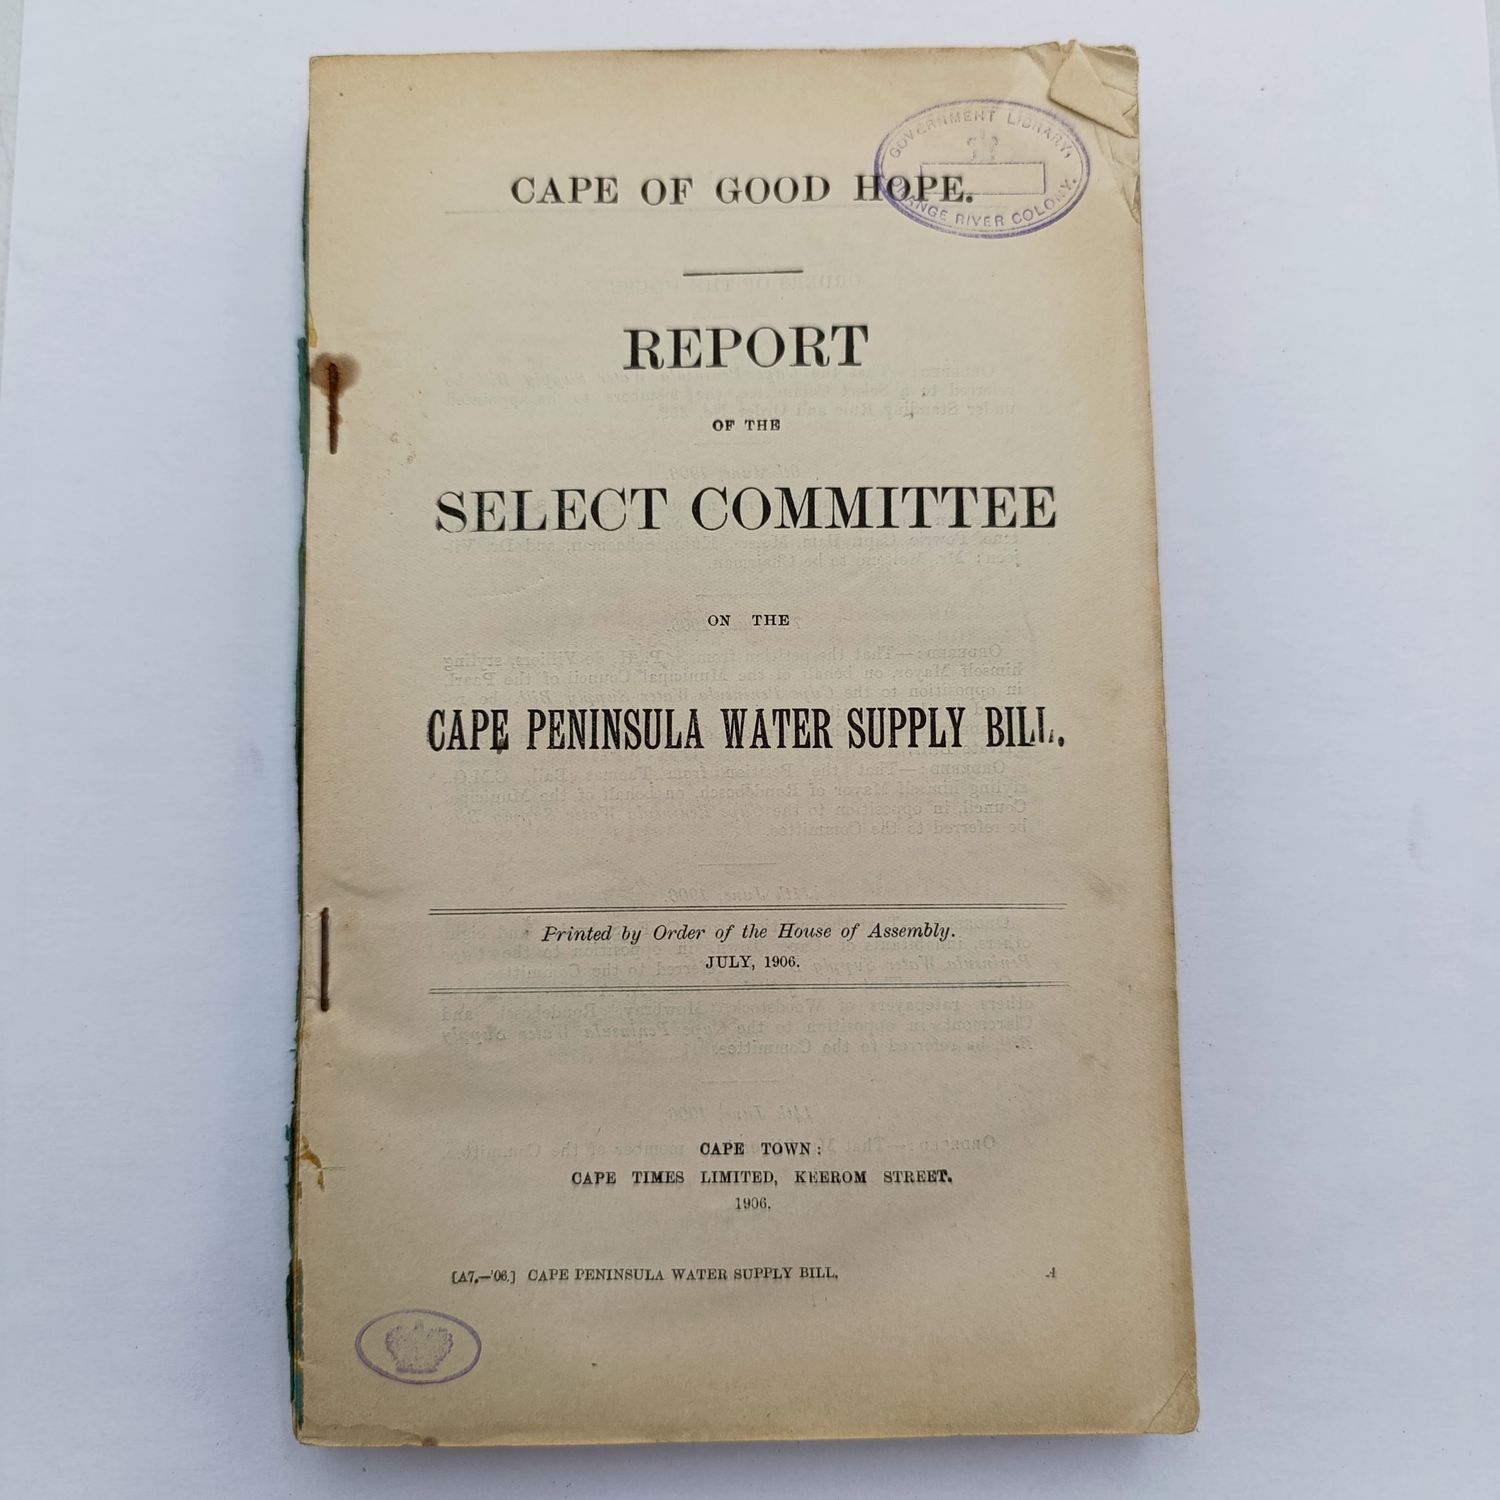 GOVERNMENT LIBRARY,
ORANGE RIVER COLONY.
CAPE OF GOOD HOPE.
REPORT
OF THE
SELECT COMMITTEE
ON THE
CAPE PENINSULA WATER SUPPLY BILL.
Printed by Order of the House of Assembly.
JULY, 1906.
CAPE TOWN:
CAPE TIMES LIMITED, KEEROM STREET.
1906.
[A7.—'06.] CAPE PENINSULA WATER SUPPLY BILL. A